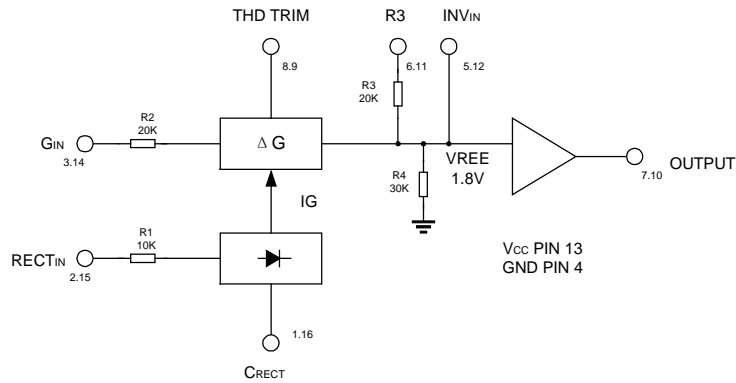 THD TRIM
R3
INVIN
8.9
6.11
5.12
R3
20K
R2
20K
GIN
3.14
Δ G
VREE
1.8V
R4
30K
7.10
OUTPUT
IG
R1
10K
RECTIN
2.15
Vcc PIN 13
GND PIN 4
1.16
CRECT